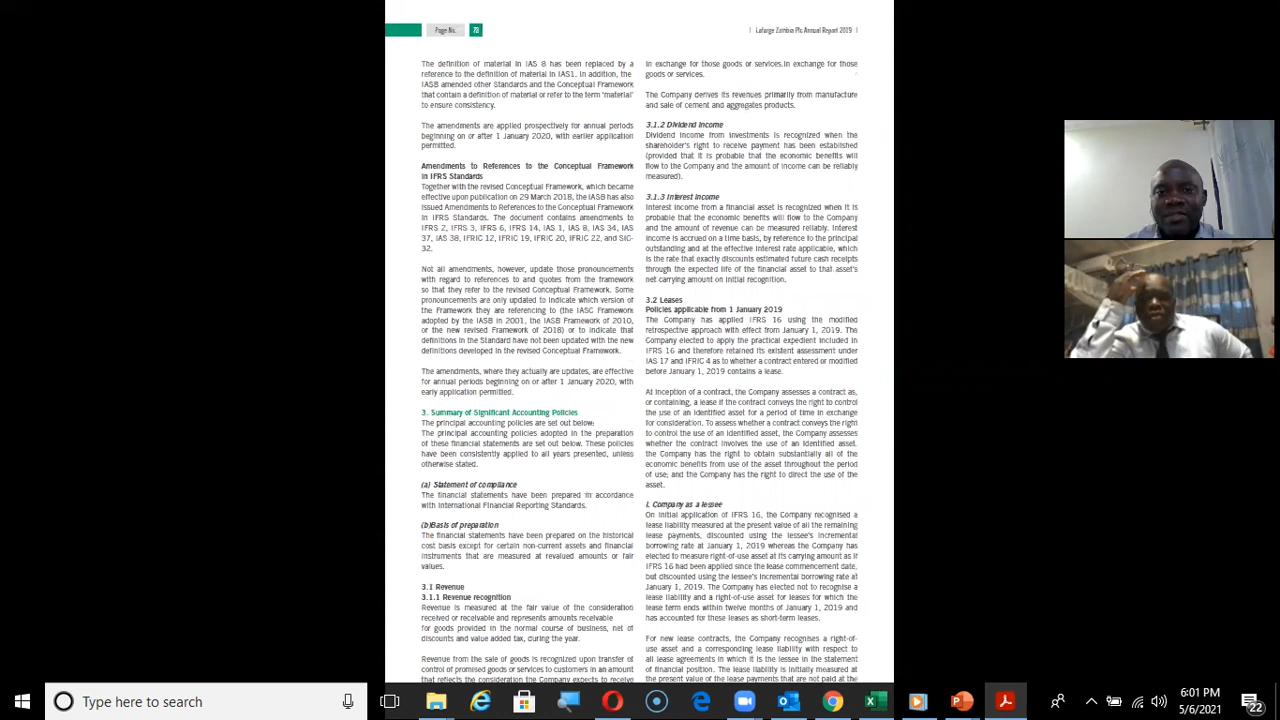 Page No. 78
Lafarge Zambia Plc Annual Report 2019
The definition of material in IAS 8 has been replaced by a
reference to the definition of material in IAS1. In addition, the
IASB amended other Standards and the Conceptual Framework
that contain a definition of material or refer to the term 'material'
to ensure consistency.
The amendments are applied prospectively for annual periods
beginning on or after 1 January 2020, with earlier application
permitted.
Amendments to References to the Conceptual Framework
in IFRS Standards
Together with the revised Conceptual Framework, which became
effective upon publication on 29 March 2018, the IASB has also
issued Amendments to References to the Conceptual Framework
in IFRS Standards. The document contains amendments to
IFRS 2, IFRS 3, IFRS 6, IFRS 14, IAS 1, IAS 8, IAS 34, IAS
37, IAS 38, IFRIC 12, IFRIC 19, IFRIC 20, IFRIC 22, and SIC-
32.
Not all amendments, however, update those pronouncements
with regard to references to and quotes from the framework
so that they refer to the revised Conceptual Framework. Some
pronouncements are only updated to indicate which version of
the Framework they are referencing to (the IASC Framework
adopted by the IASB in 2001, the IASB Framework of 2010,
or the new revised Framework of 2018) or to indicate that
definitions in the Standard have not been updated with the new
definitions developed in the revised Conceptual Framework.
The amendments, where they actually are updates, are effective
for annual periods beginning on or after 1 January 2020, with
early application permitted.
3. Summary of Significant Accounting Policies
The principal accounting policies are set out below:
The principal accounting policies adopted in the preparation
of these financial statements are set out below. These policies
have been consistently applied to all years presented, unless
otherwise stated.
(a) Statement of compliance
The financial statements have been prepared in accordance
with International Financial Reporting Standards.
(b)Basis of preparation
The financial statements have been prepared on the historical
cost basis except for certain non-current assets and financial
instruments that are measured at revalued amounts or fair
values.
3.1 Revenue
3.1.1 Revenue recognition
Revenue is measured at the fair value of the consideration
received or receivable and represents amounts receivable
for goods provided in the normal course of business, net of
discounts and value added tax, during the year.
Revenue from the sale of goods is recognized upon transfer of
control of promised goods or services to customers in an amount
that reflects the consideration the Company expects to receive
in exchange for those goods or services.In exchange for those
goods or services.
The Company derives its revenues primarily from manufacture
and sale of cement and aggregates products.
3.1.2 Dividend income
Dividend income from investments is recognized when the
shareholder's right to receive payment has been established
(provided that it is probable that the economic benefits will
flow to the Company and the amount of income can be reliably
measured).
3.1.3 Interest income
Interest income from a financial asset is recognized when it is
probable that the economic benefits will flow to the Company
and the amount of revenue can be measured reliably. Interest
income is accrued on a time basis, by reference to the principal
outstanding and at the effective interest rate applicable, which
is the rate that exactly discounts estimated future cash receipts
through the expected life of the financial asset to that asset's
net carrying amount on initial recognition.
3.2 Leases
Policies applicable from 1 January 2019
The Company has applied IFRS 16 using the modified
retrospective approach with effect from January 1, 2019. The
Company elected to apply the practical expedient included in
IFRS 16 and therefore retained its existent assessment under
IAS 17 and IFRIC 4 as to whether a contract entered or modified
before January 1, 2019 contains a lease.
At inception of a contract, the Company assesses a contract as,
or containing, a lease if the contract conveys the right to control
the use of an identified asset for a period of time in exchange
for consideration. To assess whether a contract conveys the right
to control the use of an identified asset, the Company assesses
whether the contract involves the use of an identified asset.
the Company has the right to obtain substantially all of the
economic benefits from use of the asset throughout the period
of use; and the Company has the right to direct the use of the
asset.
i. Company as a lessee
On initial application of IFRS 16, the Company recognised a
lease liability measured at the present value of all the remaining
lease payments, discounted using the lessee's incremental
borrowing rate at January 1, 2019 whereas the Company has
elected to measure right-of-use asset at its carrying amount as if
IFRS 16 had been applied since the lease commencement date,
but discounted using the lessee's incremental borrowing rate at
January 1, 2019. The Company has elected not to recognise a
lease liability and a right-of-use asset for leases for which the
lease term ends within twelve months of January 1, 2019 and
has accounted for these leases as short-term leases.
For new lease contracts, the Company recognises a right-of-
use asset and a corresponding lease liability with respect to
all lease agreements in which it is the lessee in the statement
of financial position. The lease liability is initially measured at
the present value of the lease payments that are not paid at the
Type here to search
6:01 PM
5/6/2021
22